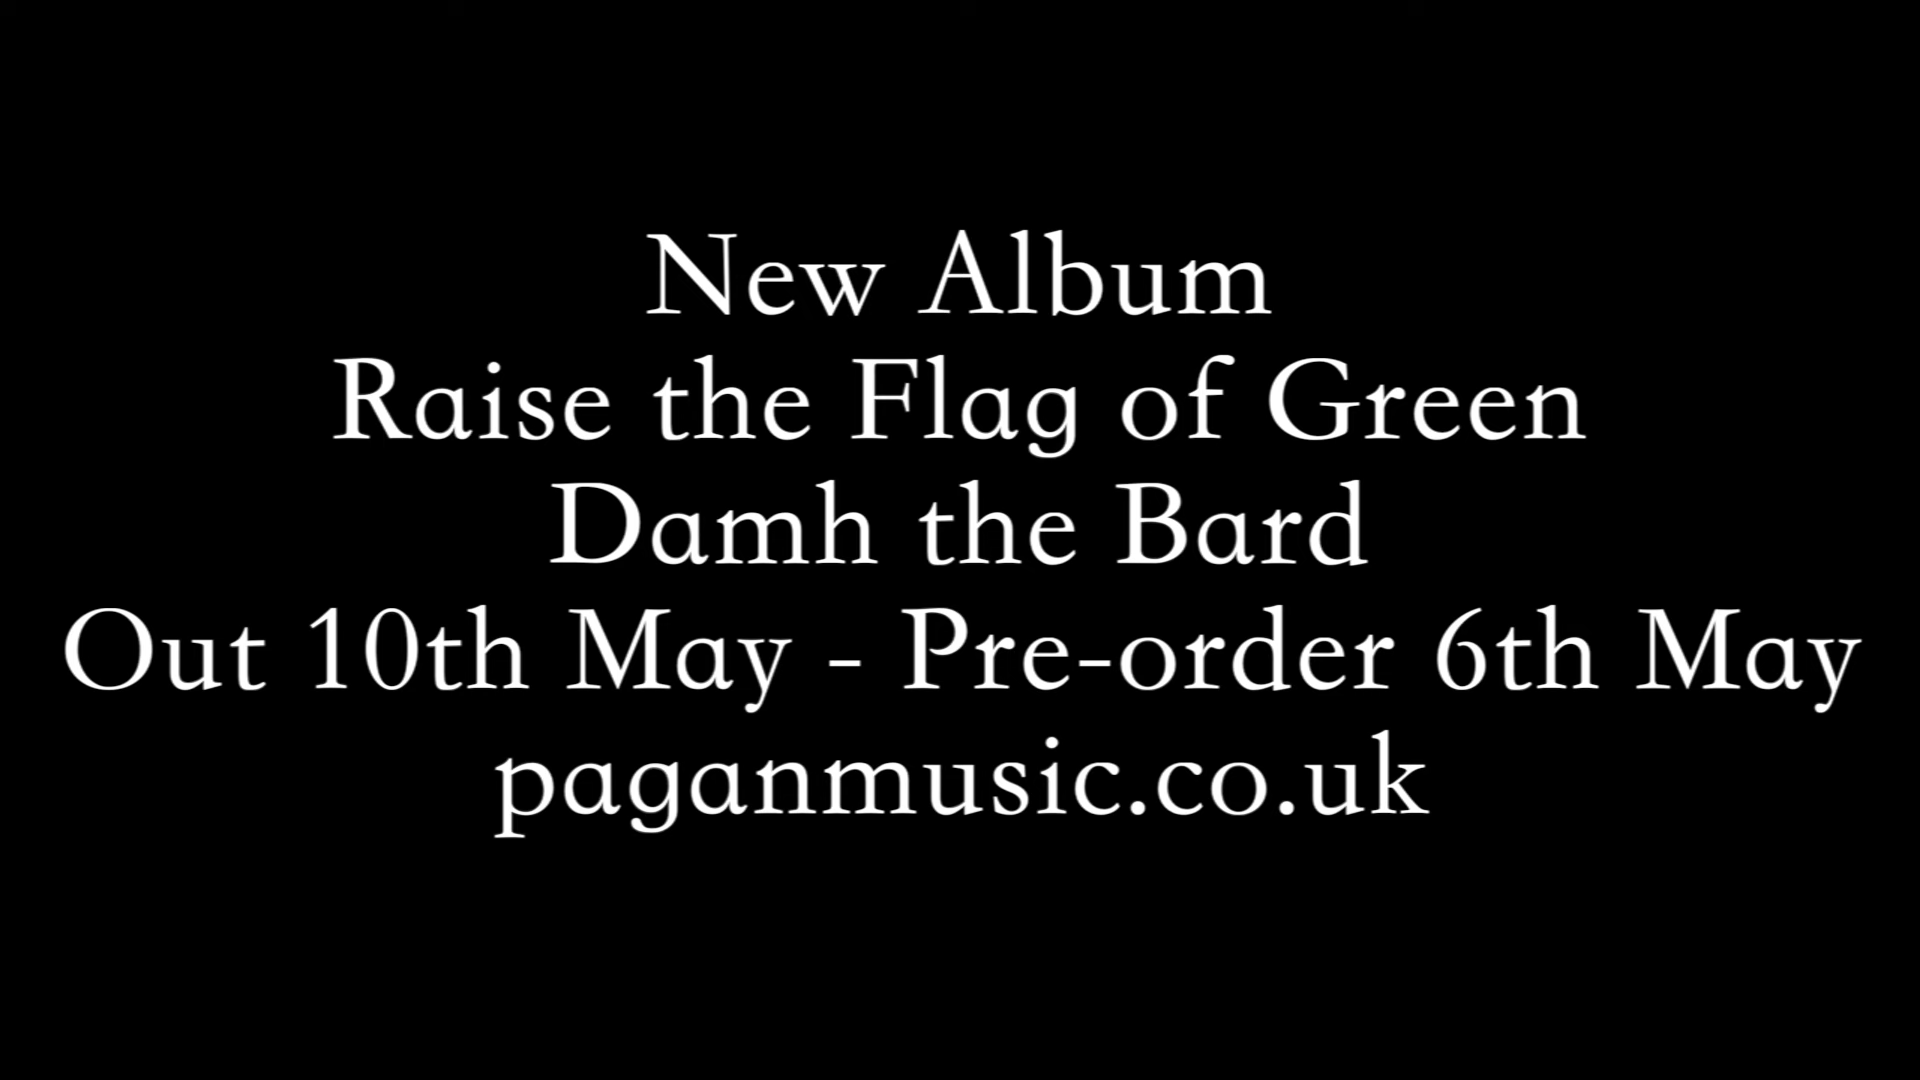 New Album
Raise the Flag of Green
Damh the Bard
Out 10th May - Pre-order 6th May
paganmusic.co.uk